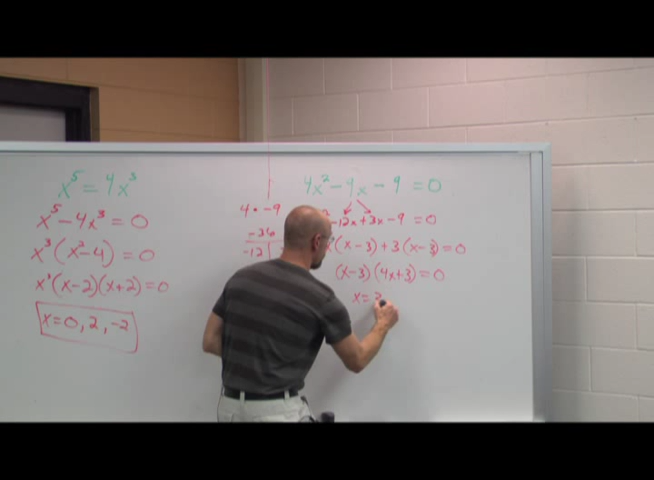 x⁵ = 4x³
x⁵ - 4x³ = 0
x³(x² - 4) = 0
x³(x-2)(x+2) = 0
x = 0, 2, -2
4 · -9
-36
-12
4x² - 4x - 9 = 0
-12x + 3x - 9 = 0
(x-3) + 3(x-3) = 0
(x-3)(4x+3) = 0
x =